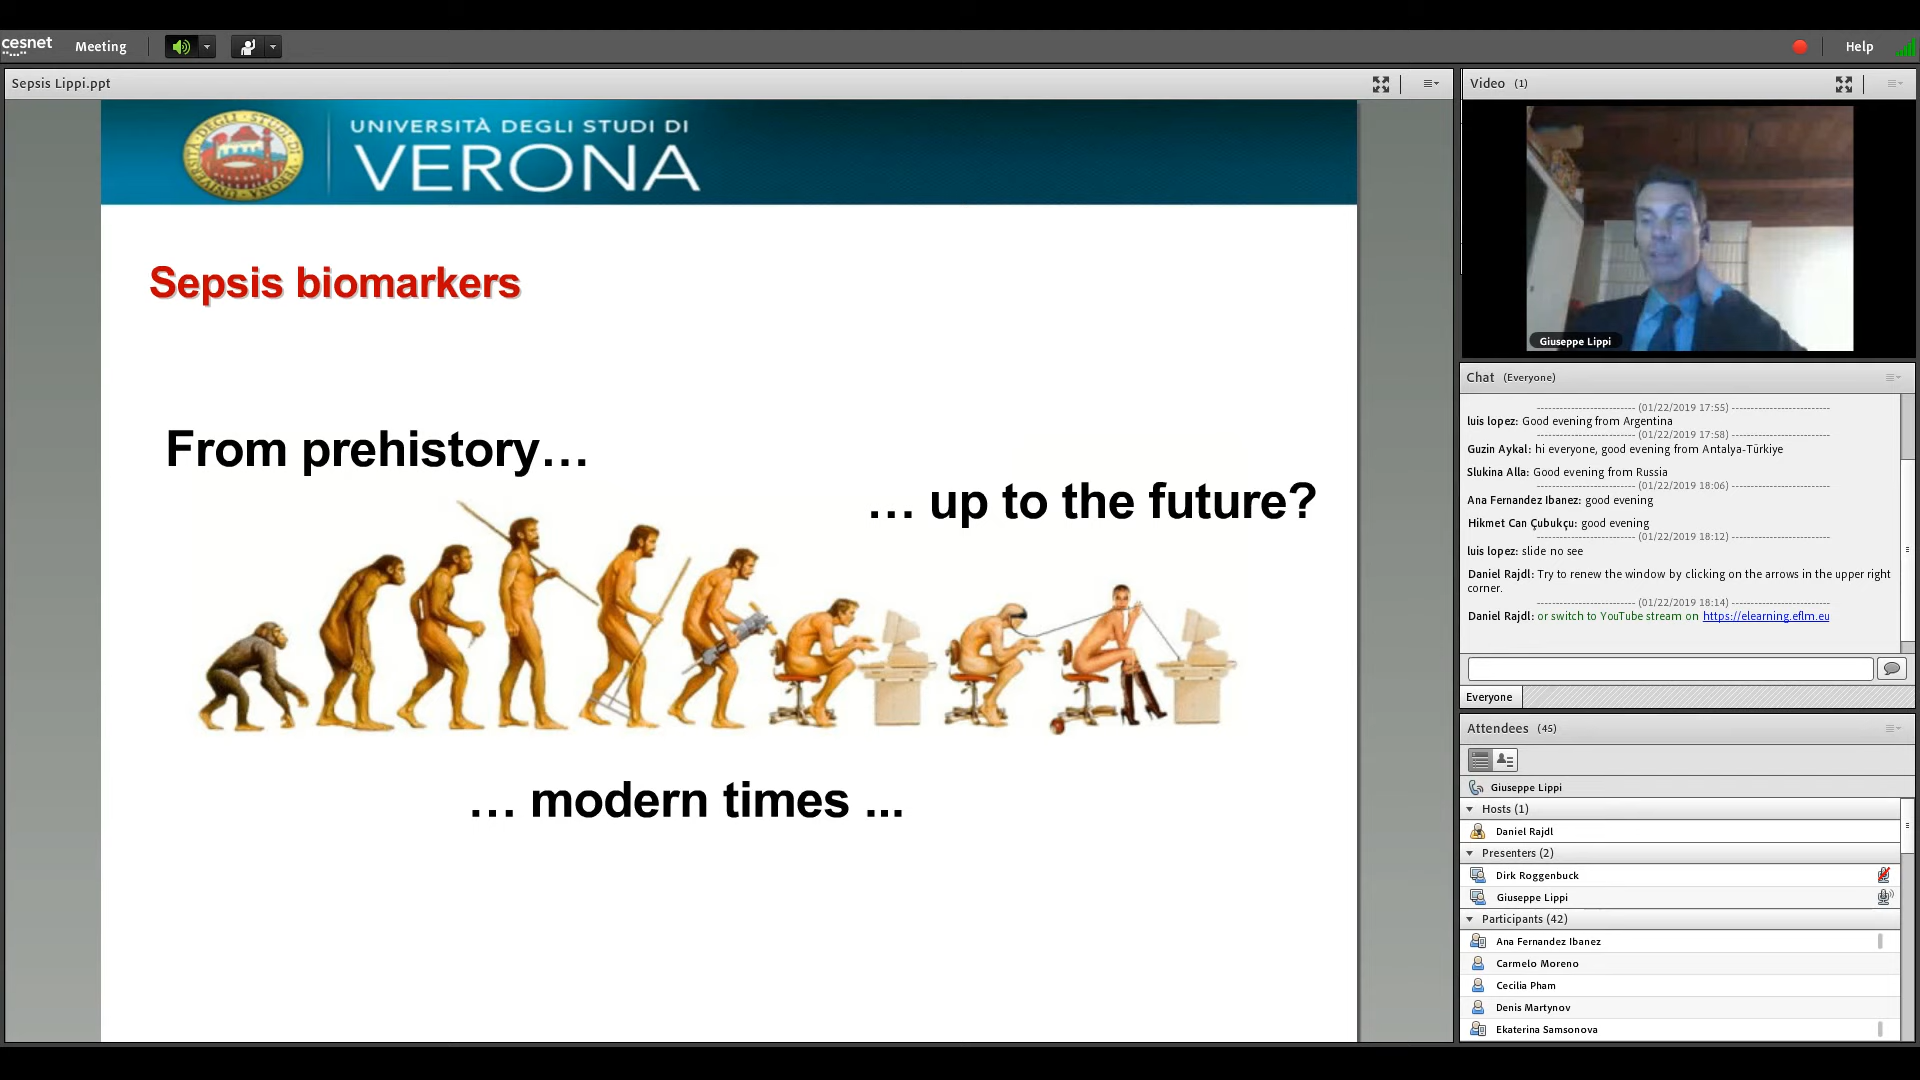 cesnet
Meeting
Help
Sepsis Lippi.ppt
UNIVERSITÀ DEGLI STUDI DI
VERONA
Sepsis biomarkers
From prehistory…
… up to the future?
… modern times ...
Video (1)
Giuseppe Lippi
Chat (Everyone)
------------------------- (01/22/2019 17:55) -------------------------
luis lopez: Good evening from Argentina
------------------------- (01/22/2019 17:58) -------------------------
Guzin Aykal: hi everyone, good evening from Antalya-Türkiye
Slukina Alla: Good evening from Russia
------------------------- (01/22/2019 18:06) -------------------------
Ana Fernandez Ibanez: good evening
Hikmet Can Çubukçu: good evening
------------------------- (01/22/2019 18:12) -------------------------
luis lopez: slide no see
Daniel Rajdl: Try to renew the window by clicking on the arrows in the upper right
corner.
------------------------- (01/22/2019 18:14) -------------------------
Daniel Rajdl: or switch to YouTube stream on https://elearning.eflm.eu
Everyone
Attendees (45)
Giuseppe Lippi
Hosts (1)
Daniel Rajdl
Presenters (2)
Dirk Roggenbuck
Giuseppe Lippi
Participants (42)
Ana Fernandez Ibanez
Carmelo Moreno
Cecilia Pham
Denis Martynov
Ekaterina Samsonova